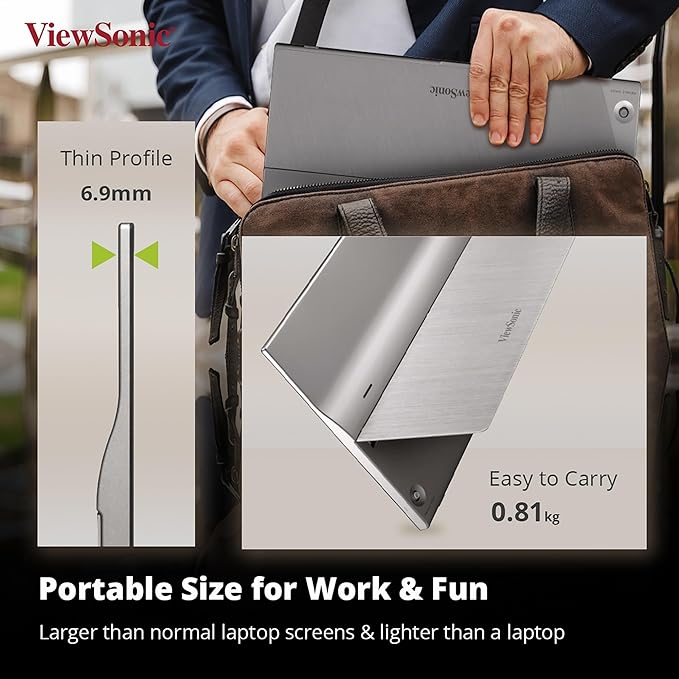 ViewSonic
ViewSonic
Thin Profile
6.9mm
ViewSonic
Easy to Carry
0.81kg
Portable Size for Work & Fun
Larger than normal laptop screens & lighter than a laptop